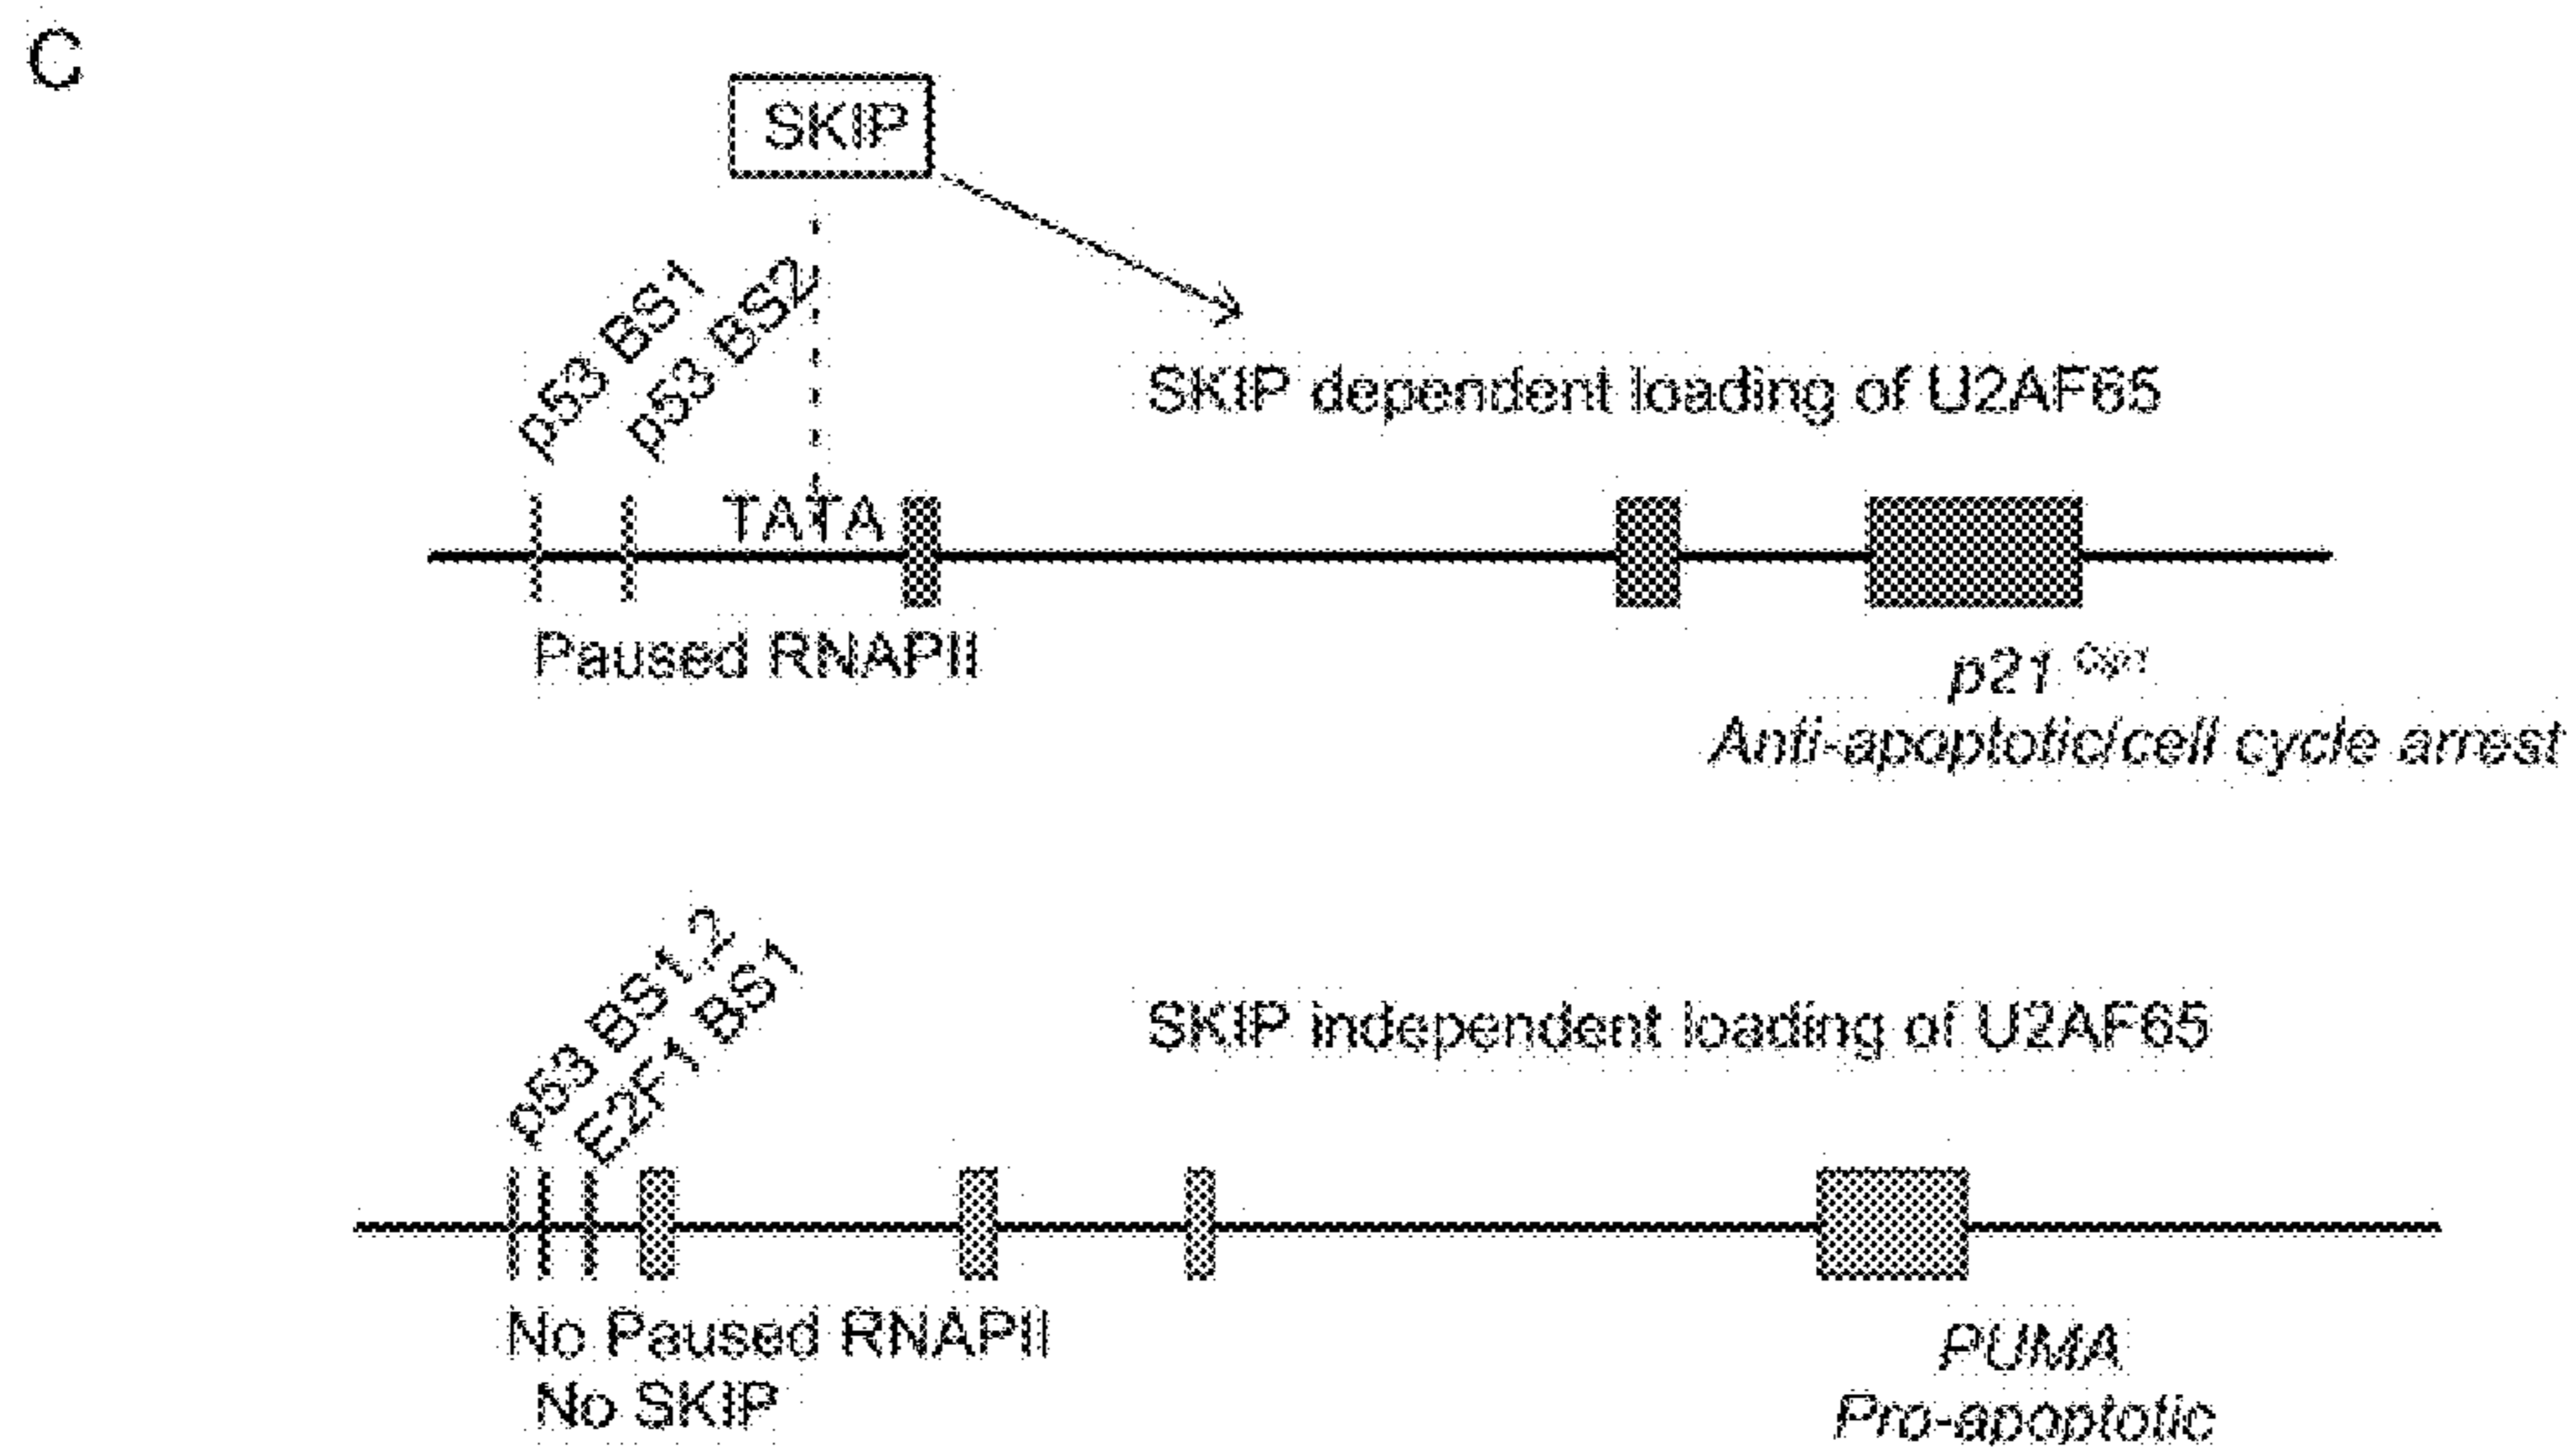 C
SKIP
p53 BS1
p53 BS2
SKIP dependent loading of U2AF65
TATA
Paused RNAPII
p21 Cip1
Anti-apoptotic/cell cycle arrest
p53 BS1,2
E2F1 BS1
SKIP independent loading of U2AF65
No Paused RNAPII
No SKIP
PUMA
Pro-apoptotic